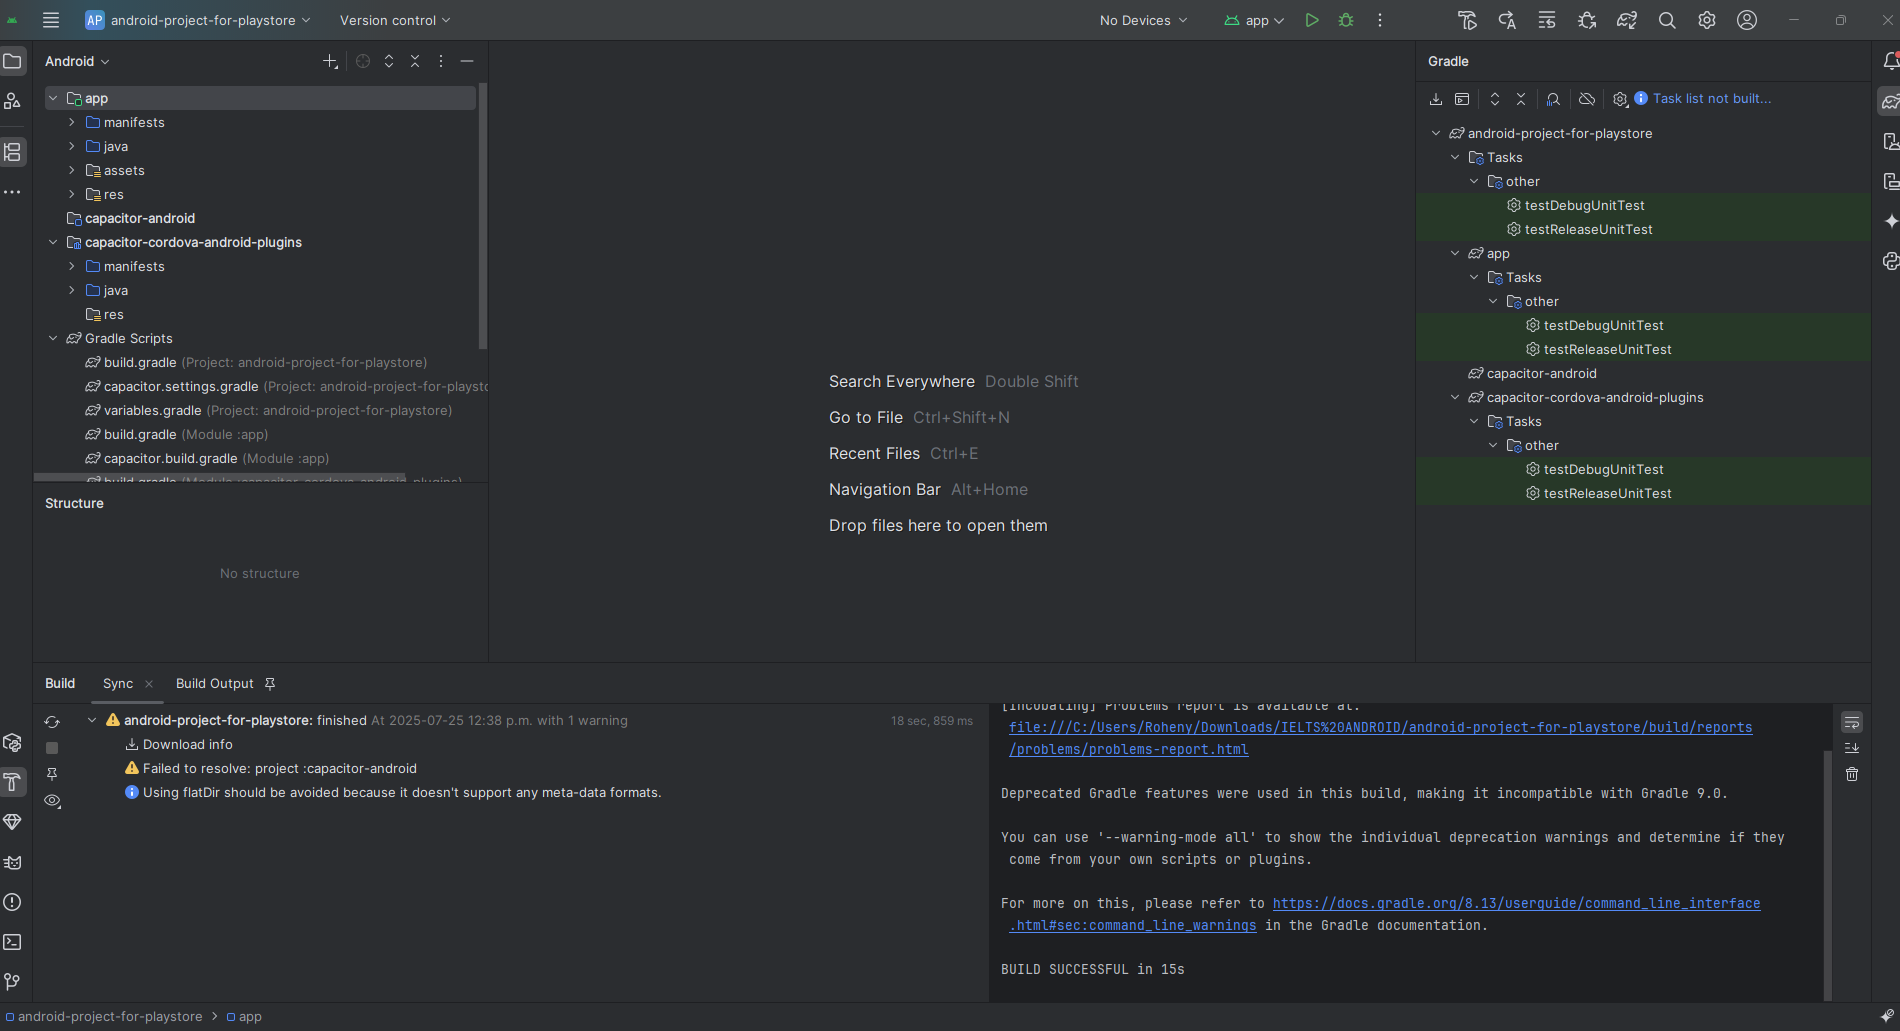 AP android-project-for-playstore
Version control
No Devices
app
Android
app
manifests
java
assets
res
capacitor-android
capacitor-cordova-android-plugins
manifests
java
res
Gradle Scripts
build.gradle (Project: android-project-for-playstore)
capacitor.settings.gradle (Project: android-project-for-playsto
variables.gradle (Project: android-project-for-playstore)
build.gradle (Module :app)
capacitor.build.gradle (Module :app)
build.gradle (Module :capacitor-cordova-android-plugins)
Structure
No structure
Search Everywhere Double Shift
Go to File Ctrl+Shift+N
Recent Files Ctrl+E
Navigation Bar Alt+Home
Drop files here to open them
Gradle
Task list not built...
android-project-for-playstore
Tasks
other
testDebugUnitTest
testReleaseUnitTest
app
Tasks
other
testDebugUnitTest
testReleaseUnitTest
capacitor-android
capacitor-cordova-android-plugins
Tasks
other
testDebugUnitTest
testReleaseUnitTest
Build
Sync
Build Output
android-project-for-playstore: finished At 2025-07-25 12:38 p.m. with 1 warning 18 sec, 859 ms
Download info
Failed to resolve: project :capacitor-android
Using flatDir should be avoided because it doesn't support any meta-data formats.
[Incubating] Problems report is available at:
file:///C:/Users/Roheny/Downloads/IELTS%20ANDROID/android-project-for-playstore/build/reports
/problems/problems-report.html
Deprecated Gradle features were used in this build, making it incompatible with Gradle 9.0.
You can use '--warning-mode all' to show the individual deprecation warnings and determine if they
come from your own scripts or plugins.
For more on this, please refer to https://docs.gradle.org/8.13/userguide/command_line_interface
.html#sec:command_line_warnings in the Gradle documentation.
BUILD SUCCESSFUL in 15s
android-project-for-playstore > app